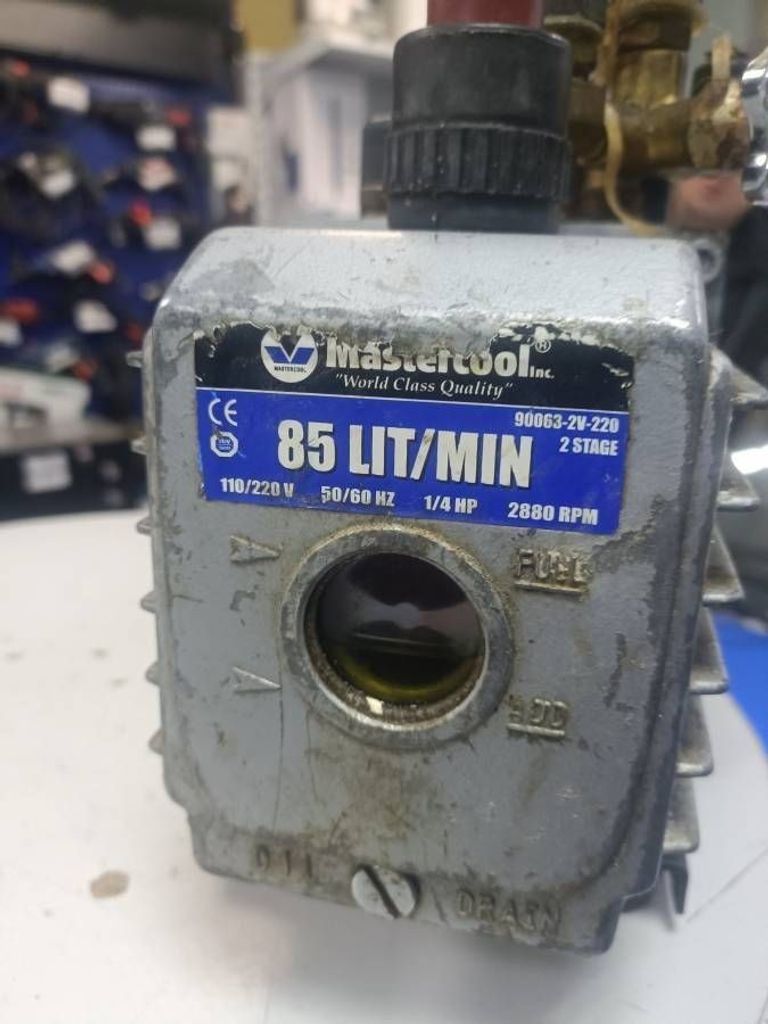 MASTERCOOL
Mastercool® Inc.
"World Class Quality"
CE
90063-2V-220
85 LIT/MIN
2 STAGE
110/220 V 50/60 HZ 1/4 HP 2880 RPM
ADD
OIL DRAIN